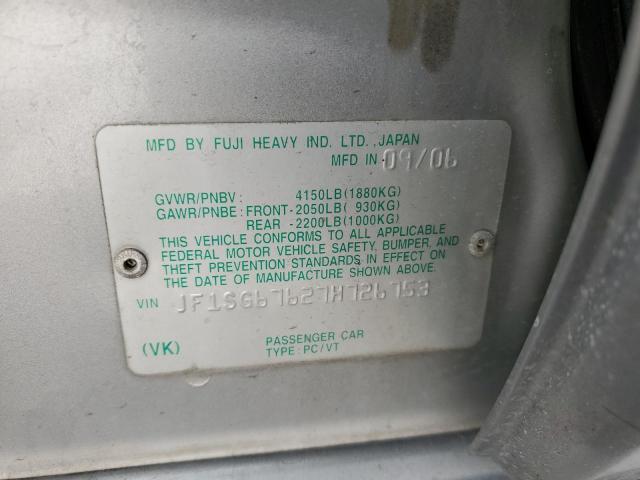 MFD BY FUJI HEAVY IND. LTD., JAPAN
MFD IN 09/06
GVWR/PNBV : 4150LB(1880KG)
GAWR/PNBE : FRONT-2050LB( 930KG)
REAR -2200LB(1000KG)
THIS VEHICLE CONFORMS TO ALL APPLICABLE
FEDERAL MOTOR VEHICLE SAFETY, BUMPER, AND
THEFT PREVENTION STANDARDS IN EFFECT ON
THE DATE OF MANUFACTURE SHOWN ABOVE.
VIN JF1SG67627H726753
(VK)
PASSENGER CAR
TYPE: PC/VT